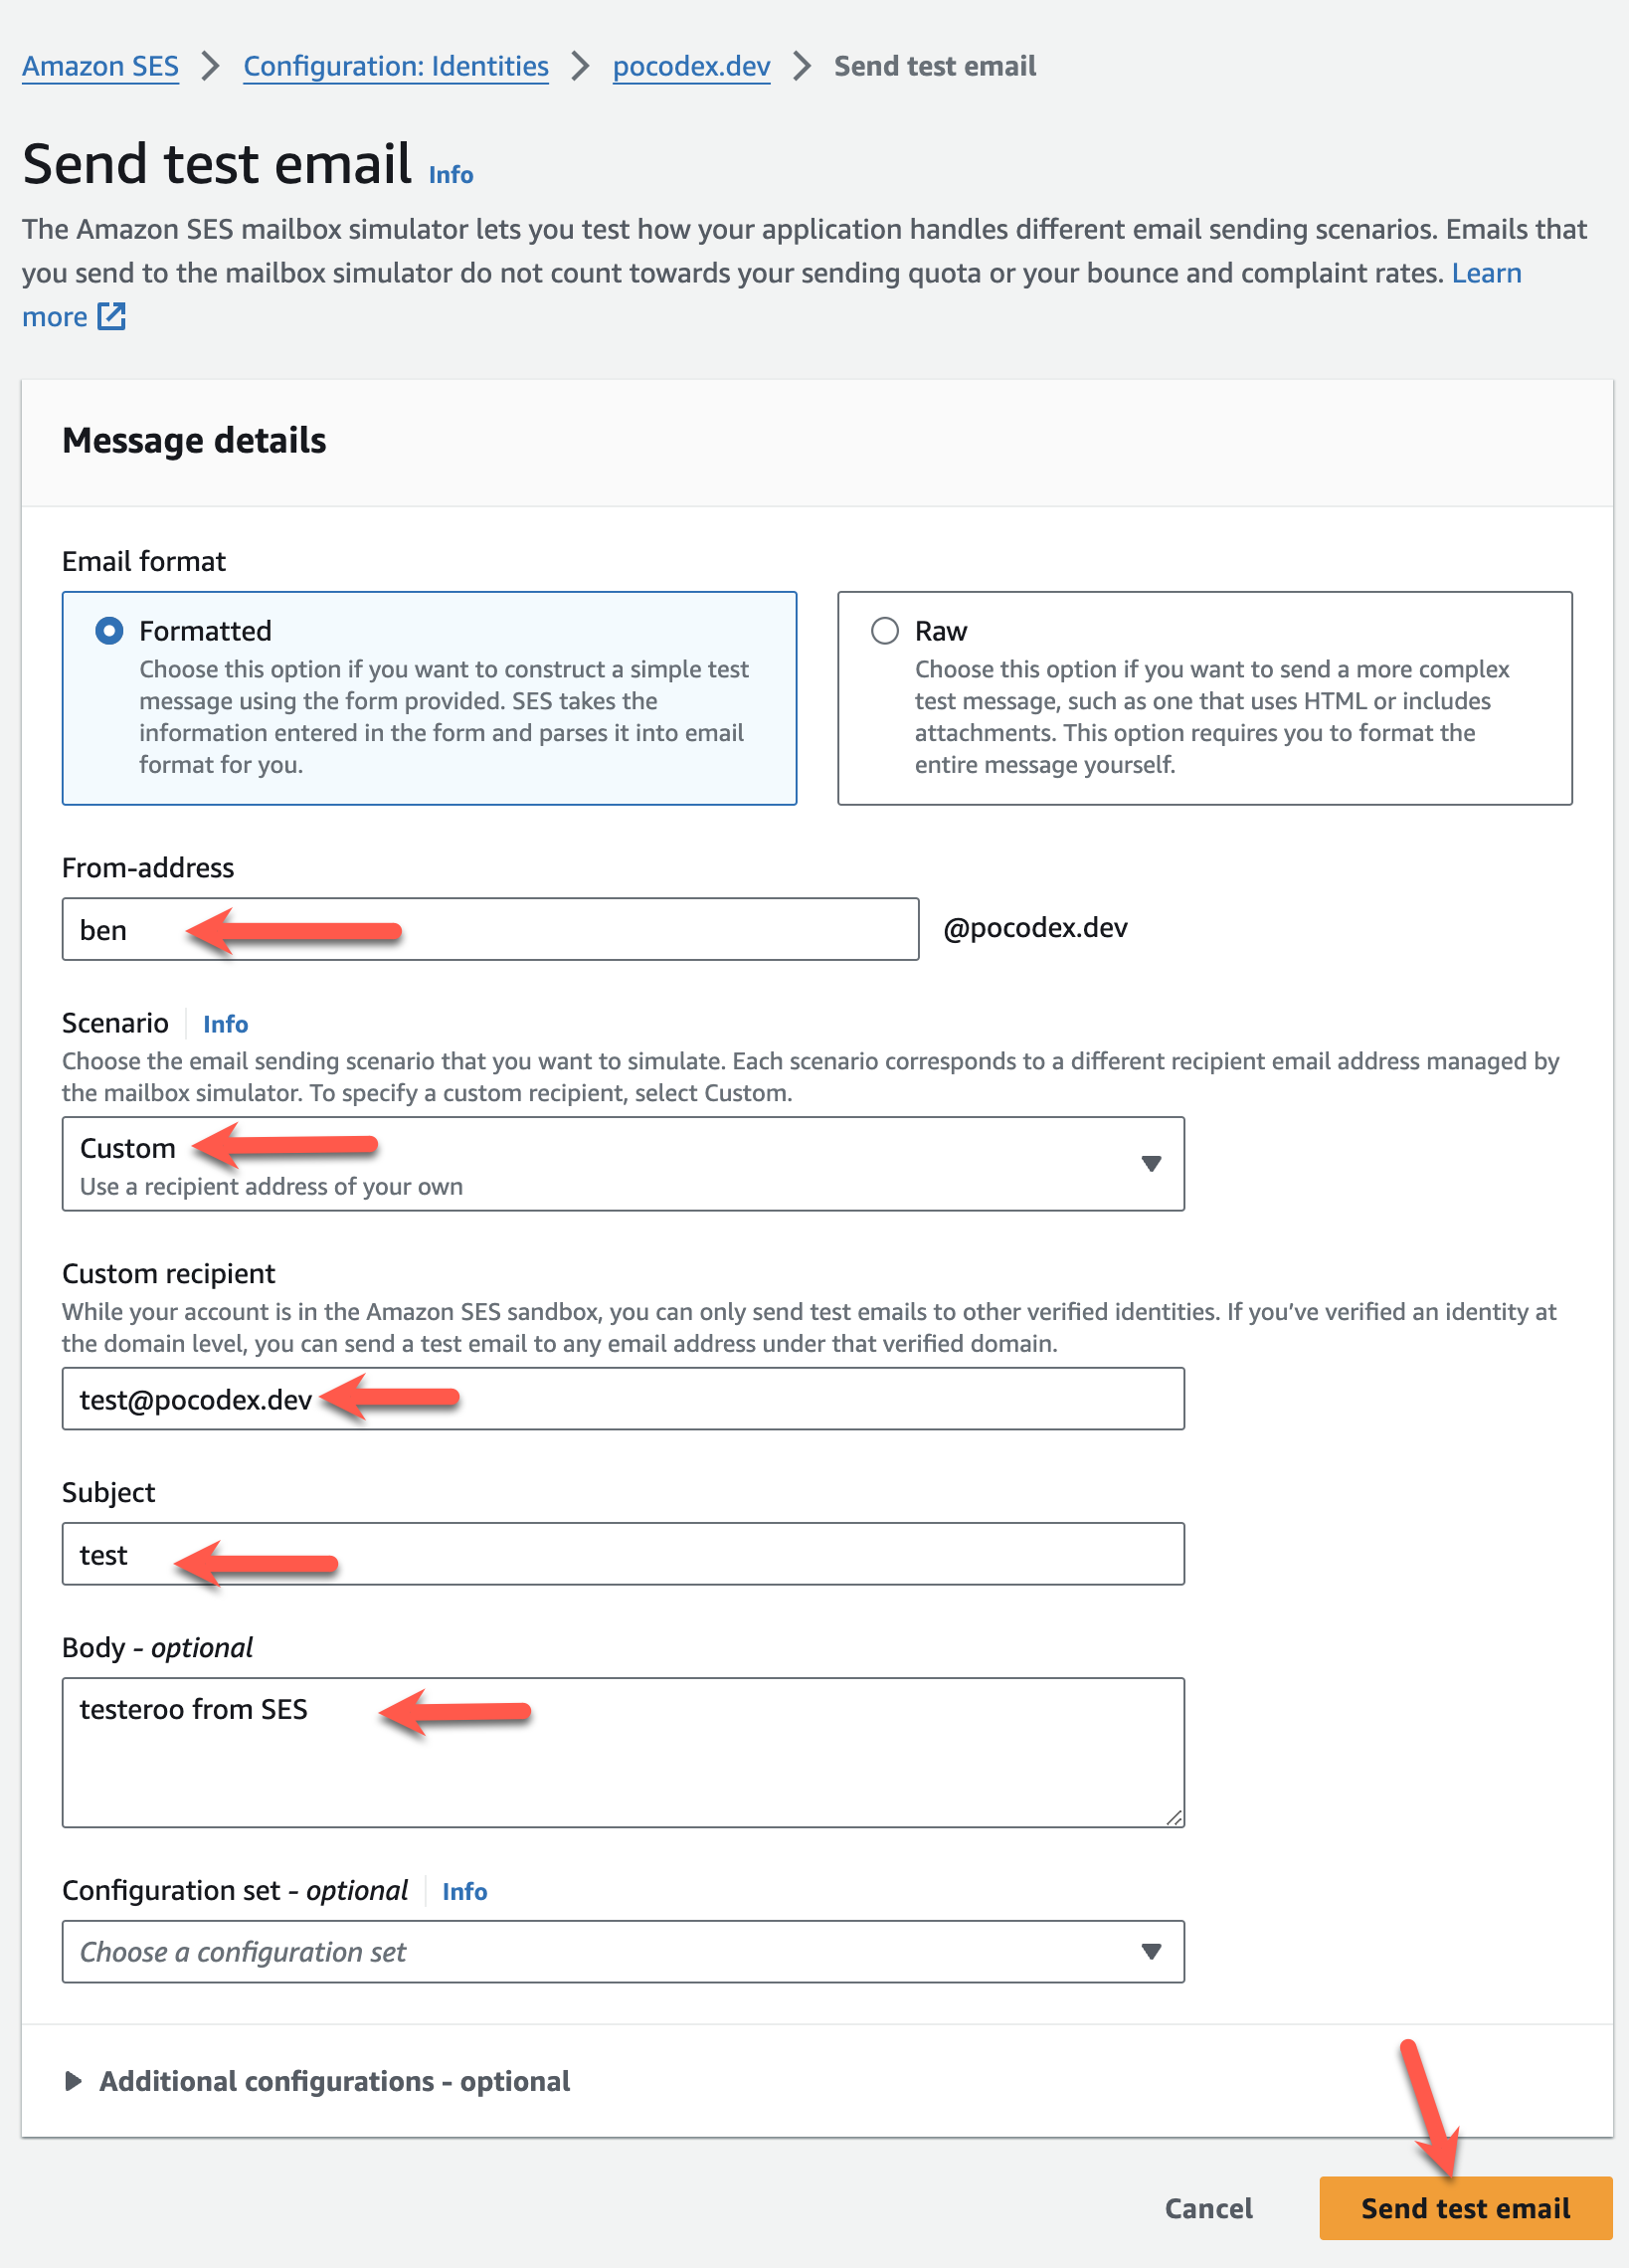 Amazon SES > Configuration: Identities > pocodex.dev > Send test email
Send test email Info
The Amazon SES mailbox simulator lets you test how your application handles different email sending scenarios. Emails that
you send to the mailbox simulator do not count towards your sending quota or your bounce and complaint rates. Learn
more
Message details
Email format
Formatted
Choose this option if you want to construct a simple test
message using the form provided. SES takes the
information entered in the form and parses it into email
format for you.
Raw
Choose this option if you want to send a more complex
test message, such as one that uses HTML or includes
attachments. This option requires you to format the
entire message yourself.
From-address
ben @pocodex.dev
Scenario Info
Choose the email sending scenario that you want to simulate. Each scenario corresponds to a different recipient email address managed by
the mailbox simulator. To specify a custom recipient, select Custom.
Custom
Use a recipient address of your own
Custom recipient
While your account is in the Amazon SES sandbox, you can only send test emails to other verified identities. If you’ve verified an identity at
the domain level, you can send a test email to any email address under that verified domain.
test@pocodex.dev
Subject
test
Body - optional
testeroo from SES
Configuration set - optional Info
Choose a configuration set
Additional configurations - optional
Cancel Send test email